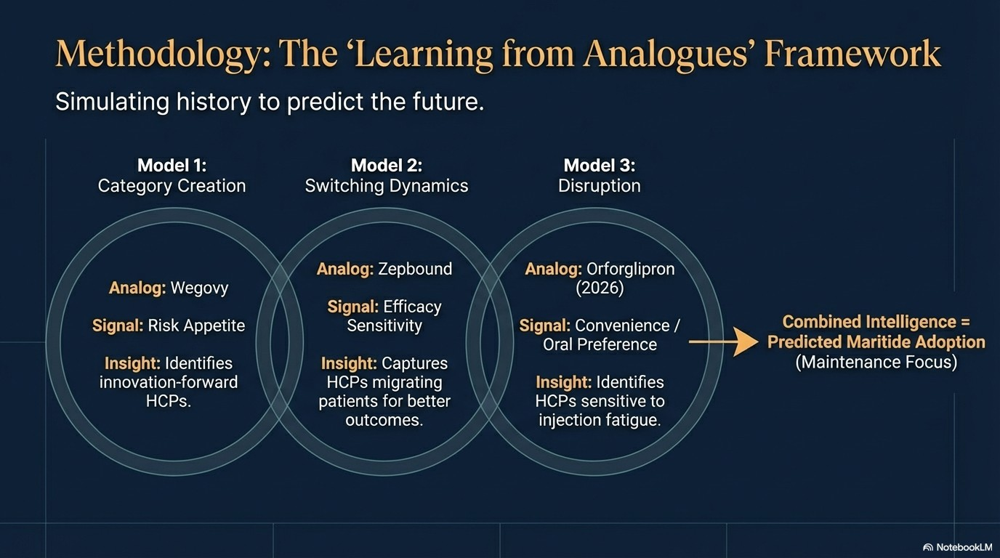 Methodology: The ‘Learning from Analogues’ Framework
Simulating history to predict the future.
Model 1:
Category Creation
Analog: Wegovy
Signal: Risk Appetite
Insight: Identifies
innovation-forward
HCPs.
Model 2:
Switching Dynamics
Analog: Zepbound
Signal: Efficacy
Sensitivity
Insight: Captures
HCPs migrating
patients for better
outcomes.
Model 3:
Disruption
Analog: Orforglipron
(2026)
Signal: Convenience /
Oral Preference
Insight: Identifies
HCPs sensitive to
injection fatigue.
Combined Intelligence =
Predicted Maritide Adoption
(Maintenance Focus)
NotebookLM